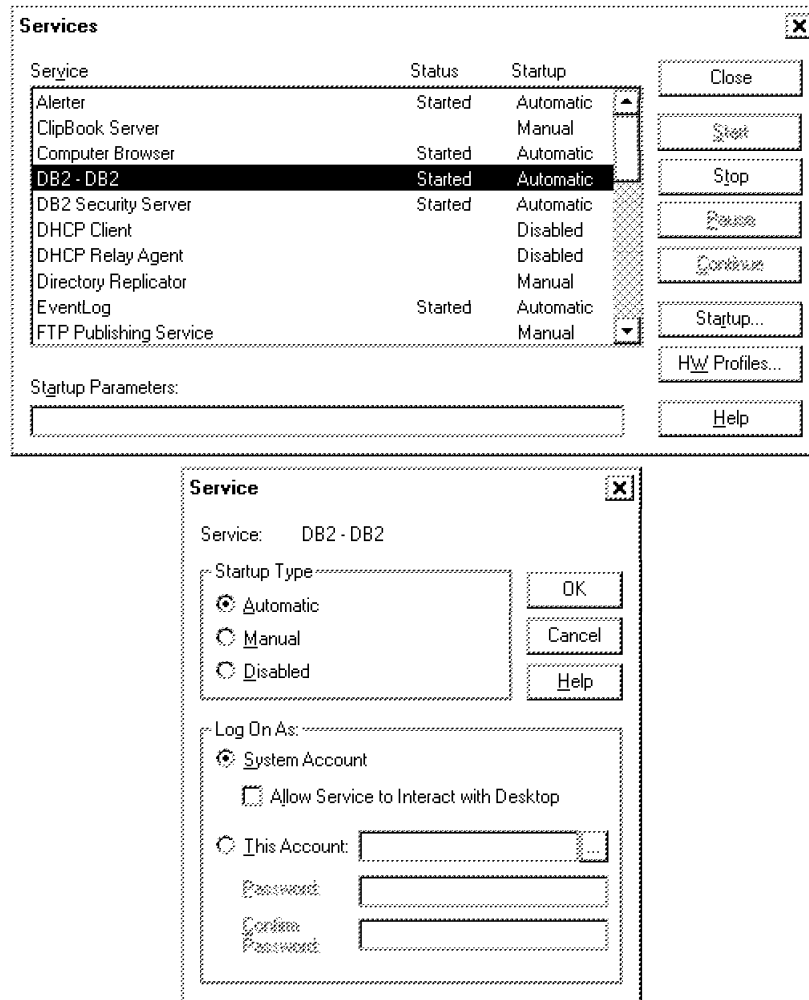 Services
Service Status Startup
Alerter Started Automatic
ClipBook Server Manual
Computer Browser Started Automatic
DB2 - DB2 Started Automatic
DB2 Security Server Started Automatic
DHCP Client Disabled
DHCP Relay Agent Disabled
Directory Replicator Manual
EventLog Started Automatic
FTP Publishing Service Manual
Close
Start
Stop
Pause
Continue
Startup...
HW Profiles...
Help
Startup Parameters:
Service
Service: DB2 - DB2
Startup Type
Automatic
Manual
Disabled
OK
Cancel
Help
Log On As:
System Account
Allow Service to Interact with Desktop
This Account:
...
Password:
Confirm
Password: